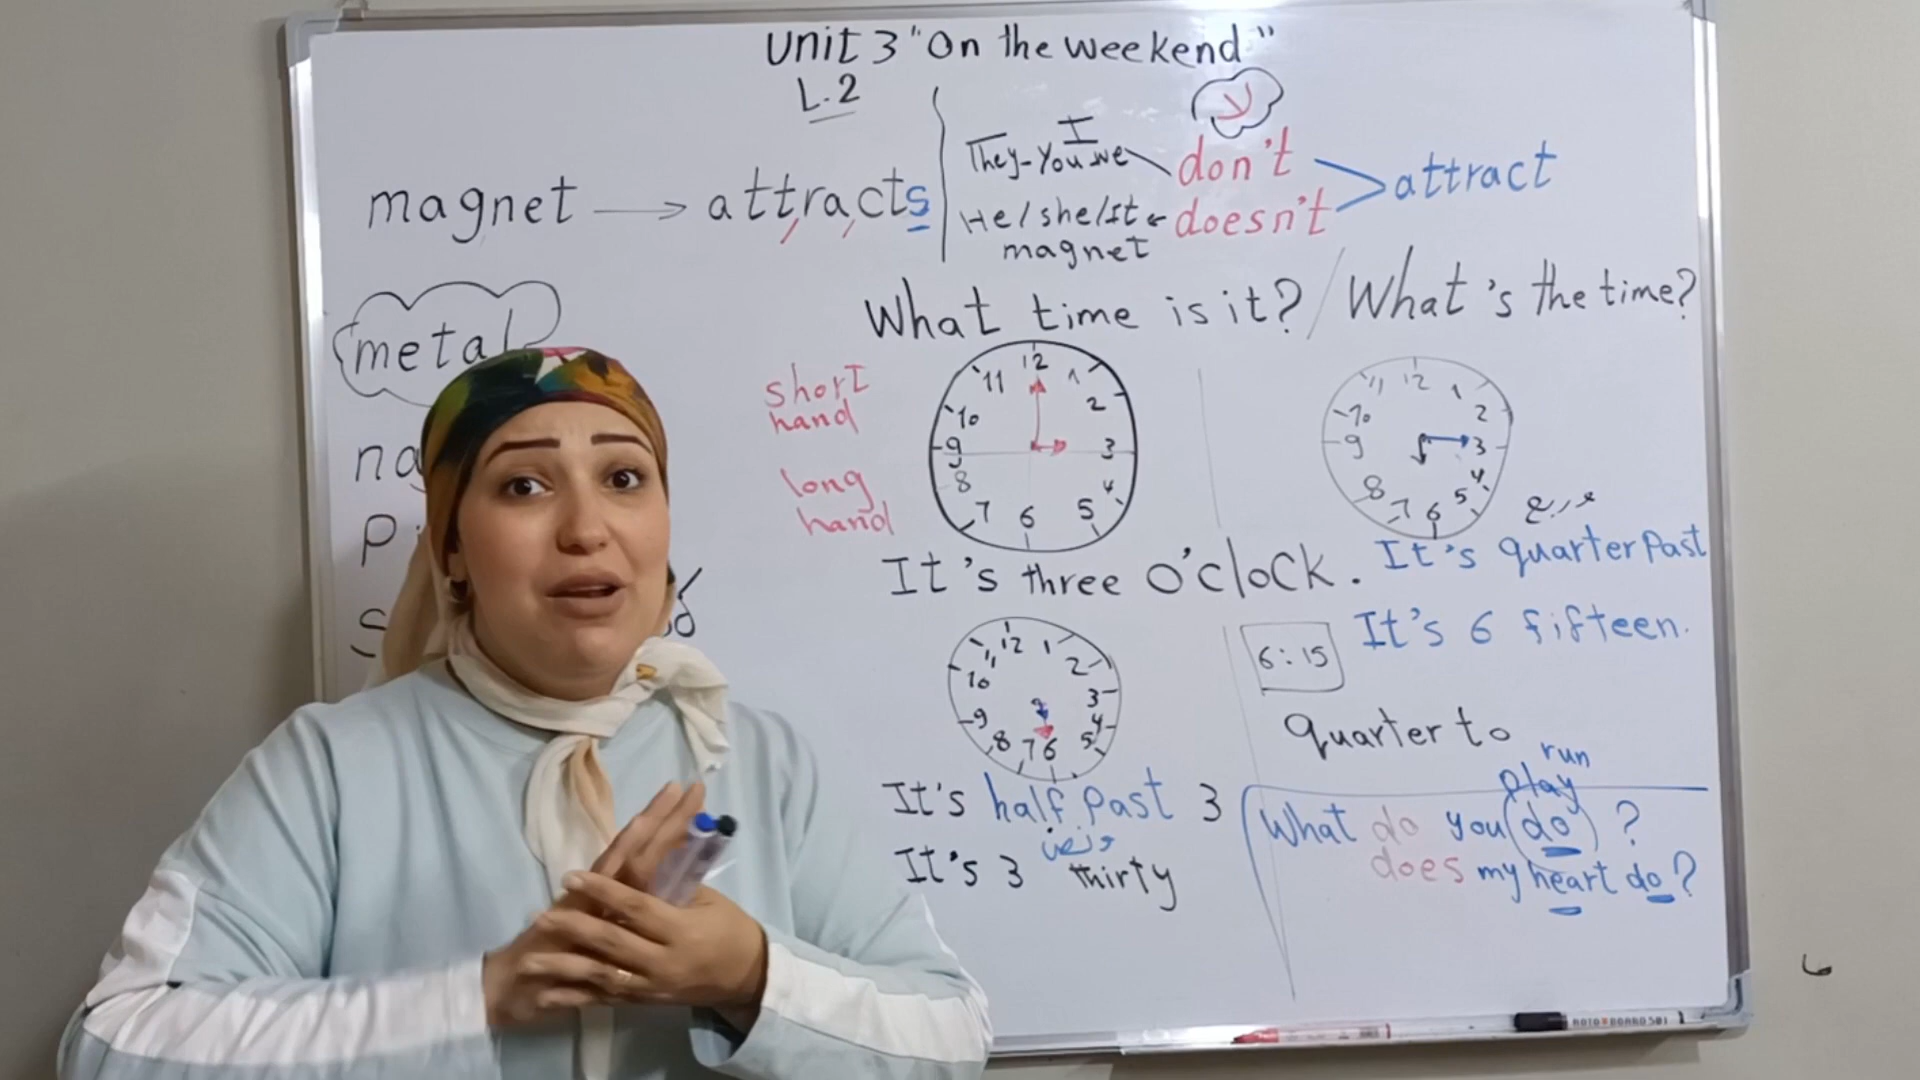 Unit 3 "On the weekend"
L.2
magnet → attracts
I
They-You we
don't
لا
He/she/It
doesn't
magnet
attract
metal
What time is it? / What's the time?
short
hand
long
hand
12
1
2
3
4
5
6
7
8
9
10
11
12
1
2
3
4
5
6
7
8
9
10
11
It's three o'clock.
It's quarter past
6:15
It's 6 fifteen.
12
1
2
3
4
5
6
7
8
9
10
11
quarter to
run
play
It's half past 3
It's 3 thirty
What do you do ?
does my heart do?